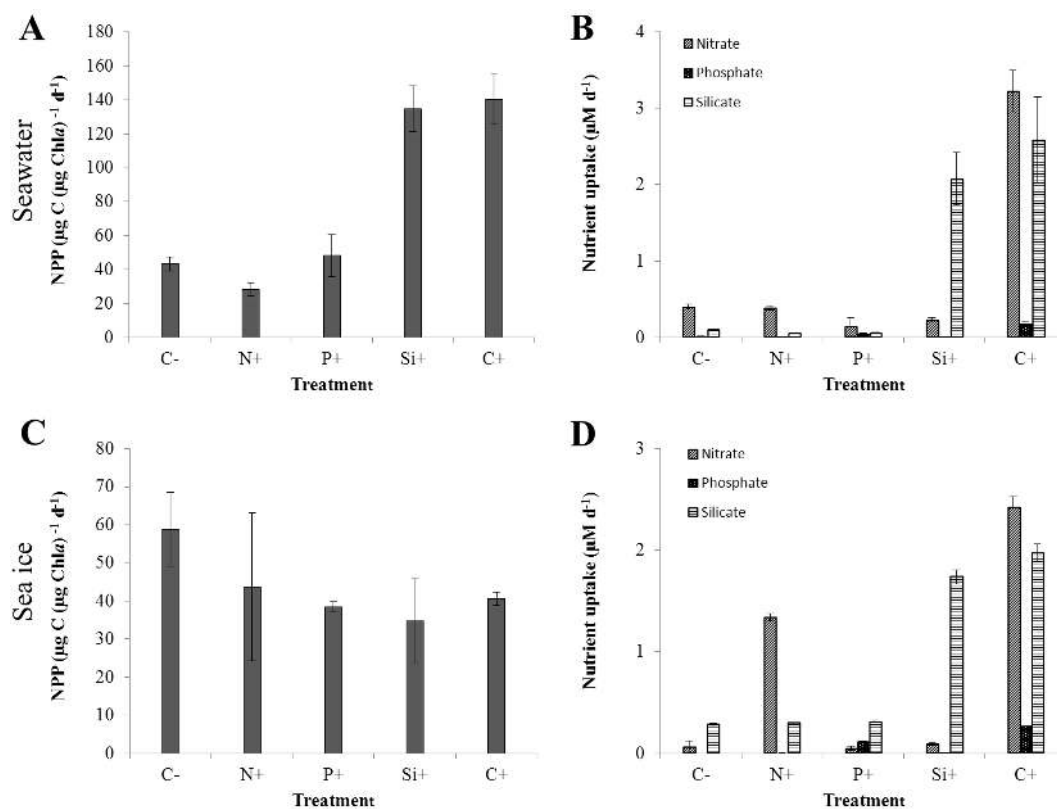 A
Seawater
NPP (µg C (µg Chla) ⁻¹ d⁻¹)
180
160
140
120
100
80
60
40
20
0
C- N+ P+ Si+ C+
Treatment
B
Nutrient uptake (µM d⁻¹)
4
3
2
1
0
Nitrate
Phosphate
Silicate
C- N+ P+ Si+ C+
Treatment
C
Sea ice
NPP (µg C (µg Chla) ⁻¹ d⁻¹)
80
70
60
50
40
30
20
10
0
C- N+ P+ Si+ C+
Treatment
D
Nutrient uptake (µM d⁻¹)
3
2
1
0
Nitrate
Phosphate
Silicate
C- N+ P+ Si+ C+
Treatment